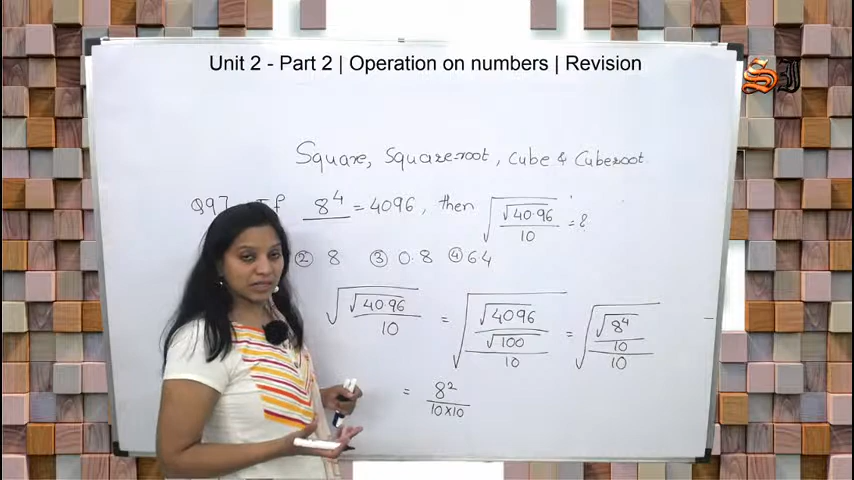 Unit 2 - Part 2 | Operation on numbers | Revision
SJ
Square, Squareroot, Cube & Cuberoot
Q97. If 8⁴ = 4096, then √(√40.96 / 10) = ?
② 8 ③ 0.8 ④ 64
√(√40.96 / 10) = √((√4096 / √100) / 10) = √((√8⁴ / 10) / 10)
= 8² / 10×10